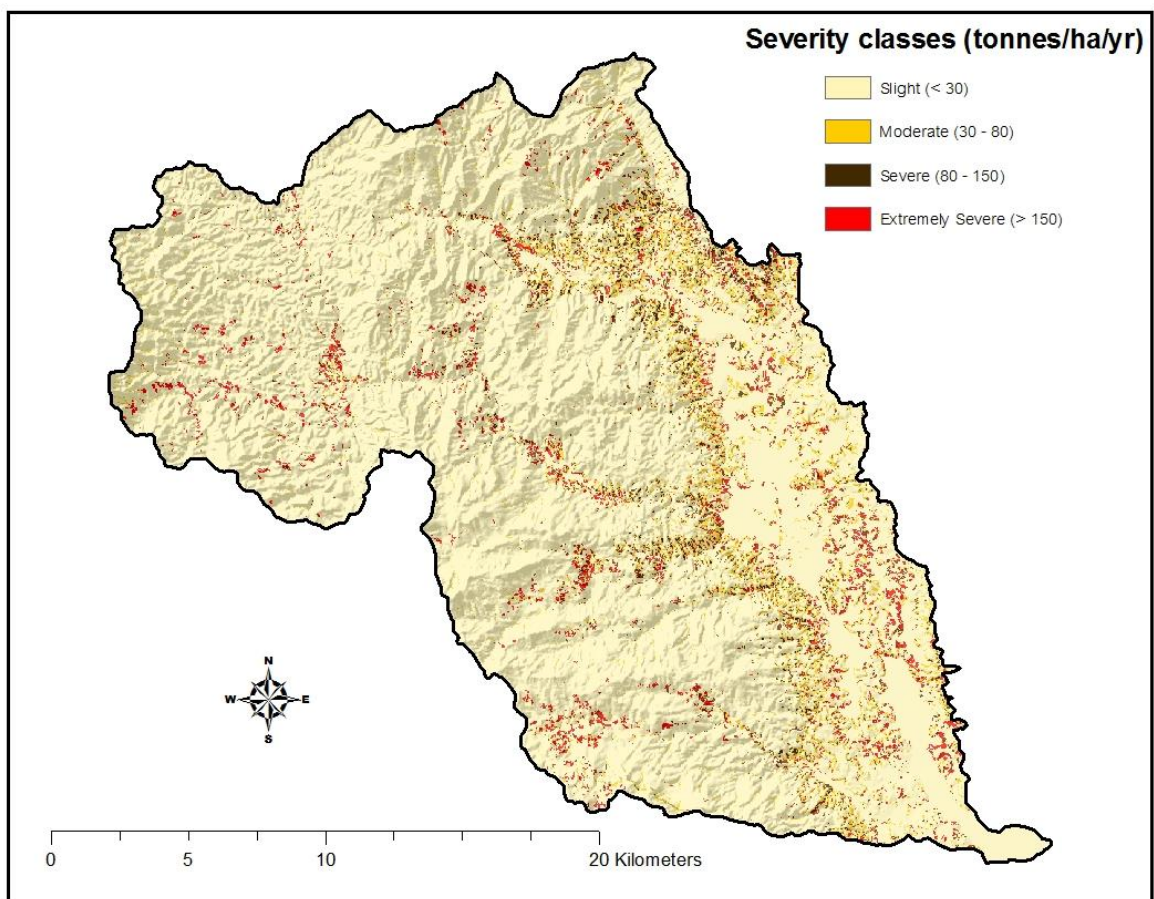 Severity classes (tonnes/ha/yr)
Slight (< 30)
Moderate (30 - 80)
Severe (80 - 150)
Extremely Severe (> 150)
N
W E
S
0 5 10 20 Kilometers